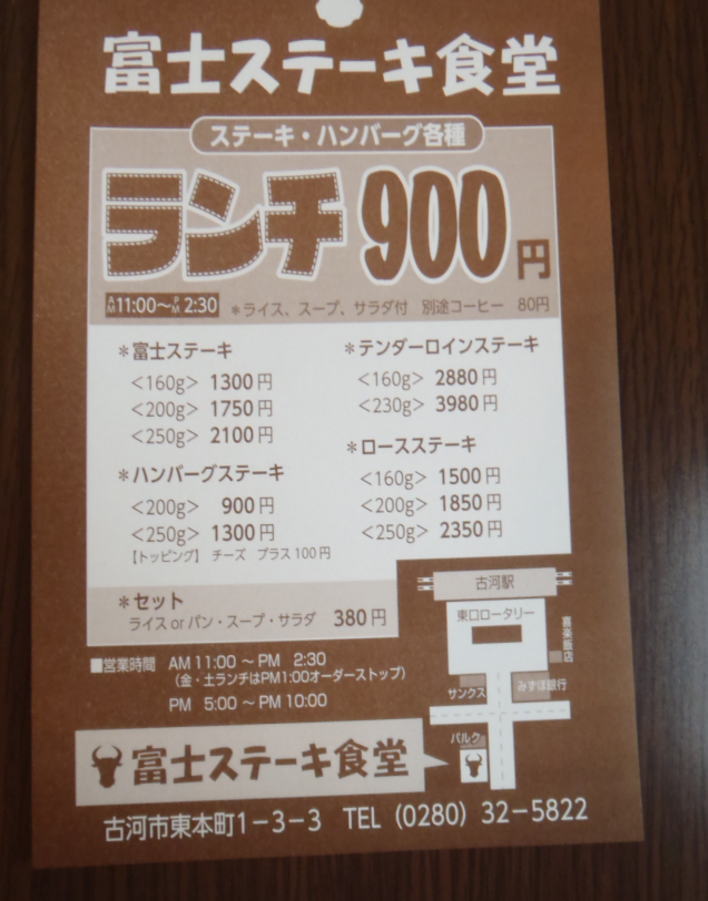 富士ステーキ食堂
ステーキ・ハンバーグ各種
ランチ 900円
AM11:00〜PM2:30 *ライス、スープ、サラダ付 別途コーヒー 80円
*富士ステーキ
<160g> 1300円
<200g> 1750円
<250g> 2100円
*ハンバーグステーキ
<200g> 900円
<250g> 1300円
【トッピング】 チーズ プラス100円
*テンダーロインステーキ
<160g> 2880円
<230g> 3980円
*ロースステーキ
<160g> 1500円
<200g> 1850円
<250g> 2350円
*セット
ライス or パン・スープ・サラダ 380円
■営業時間 AM11:00 〜 PM 2:30
(金・土ランチはPM1:00オーダーストップ)
PM 5:00 〜 PM10:00
古河駅
東口ロータリー
喜楽飯店
サンクス
みずほ銀行
パルク
富士ステーキ食堂
古河市東本町1－3－3 TEL (0280) 32－5822